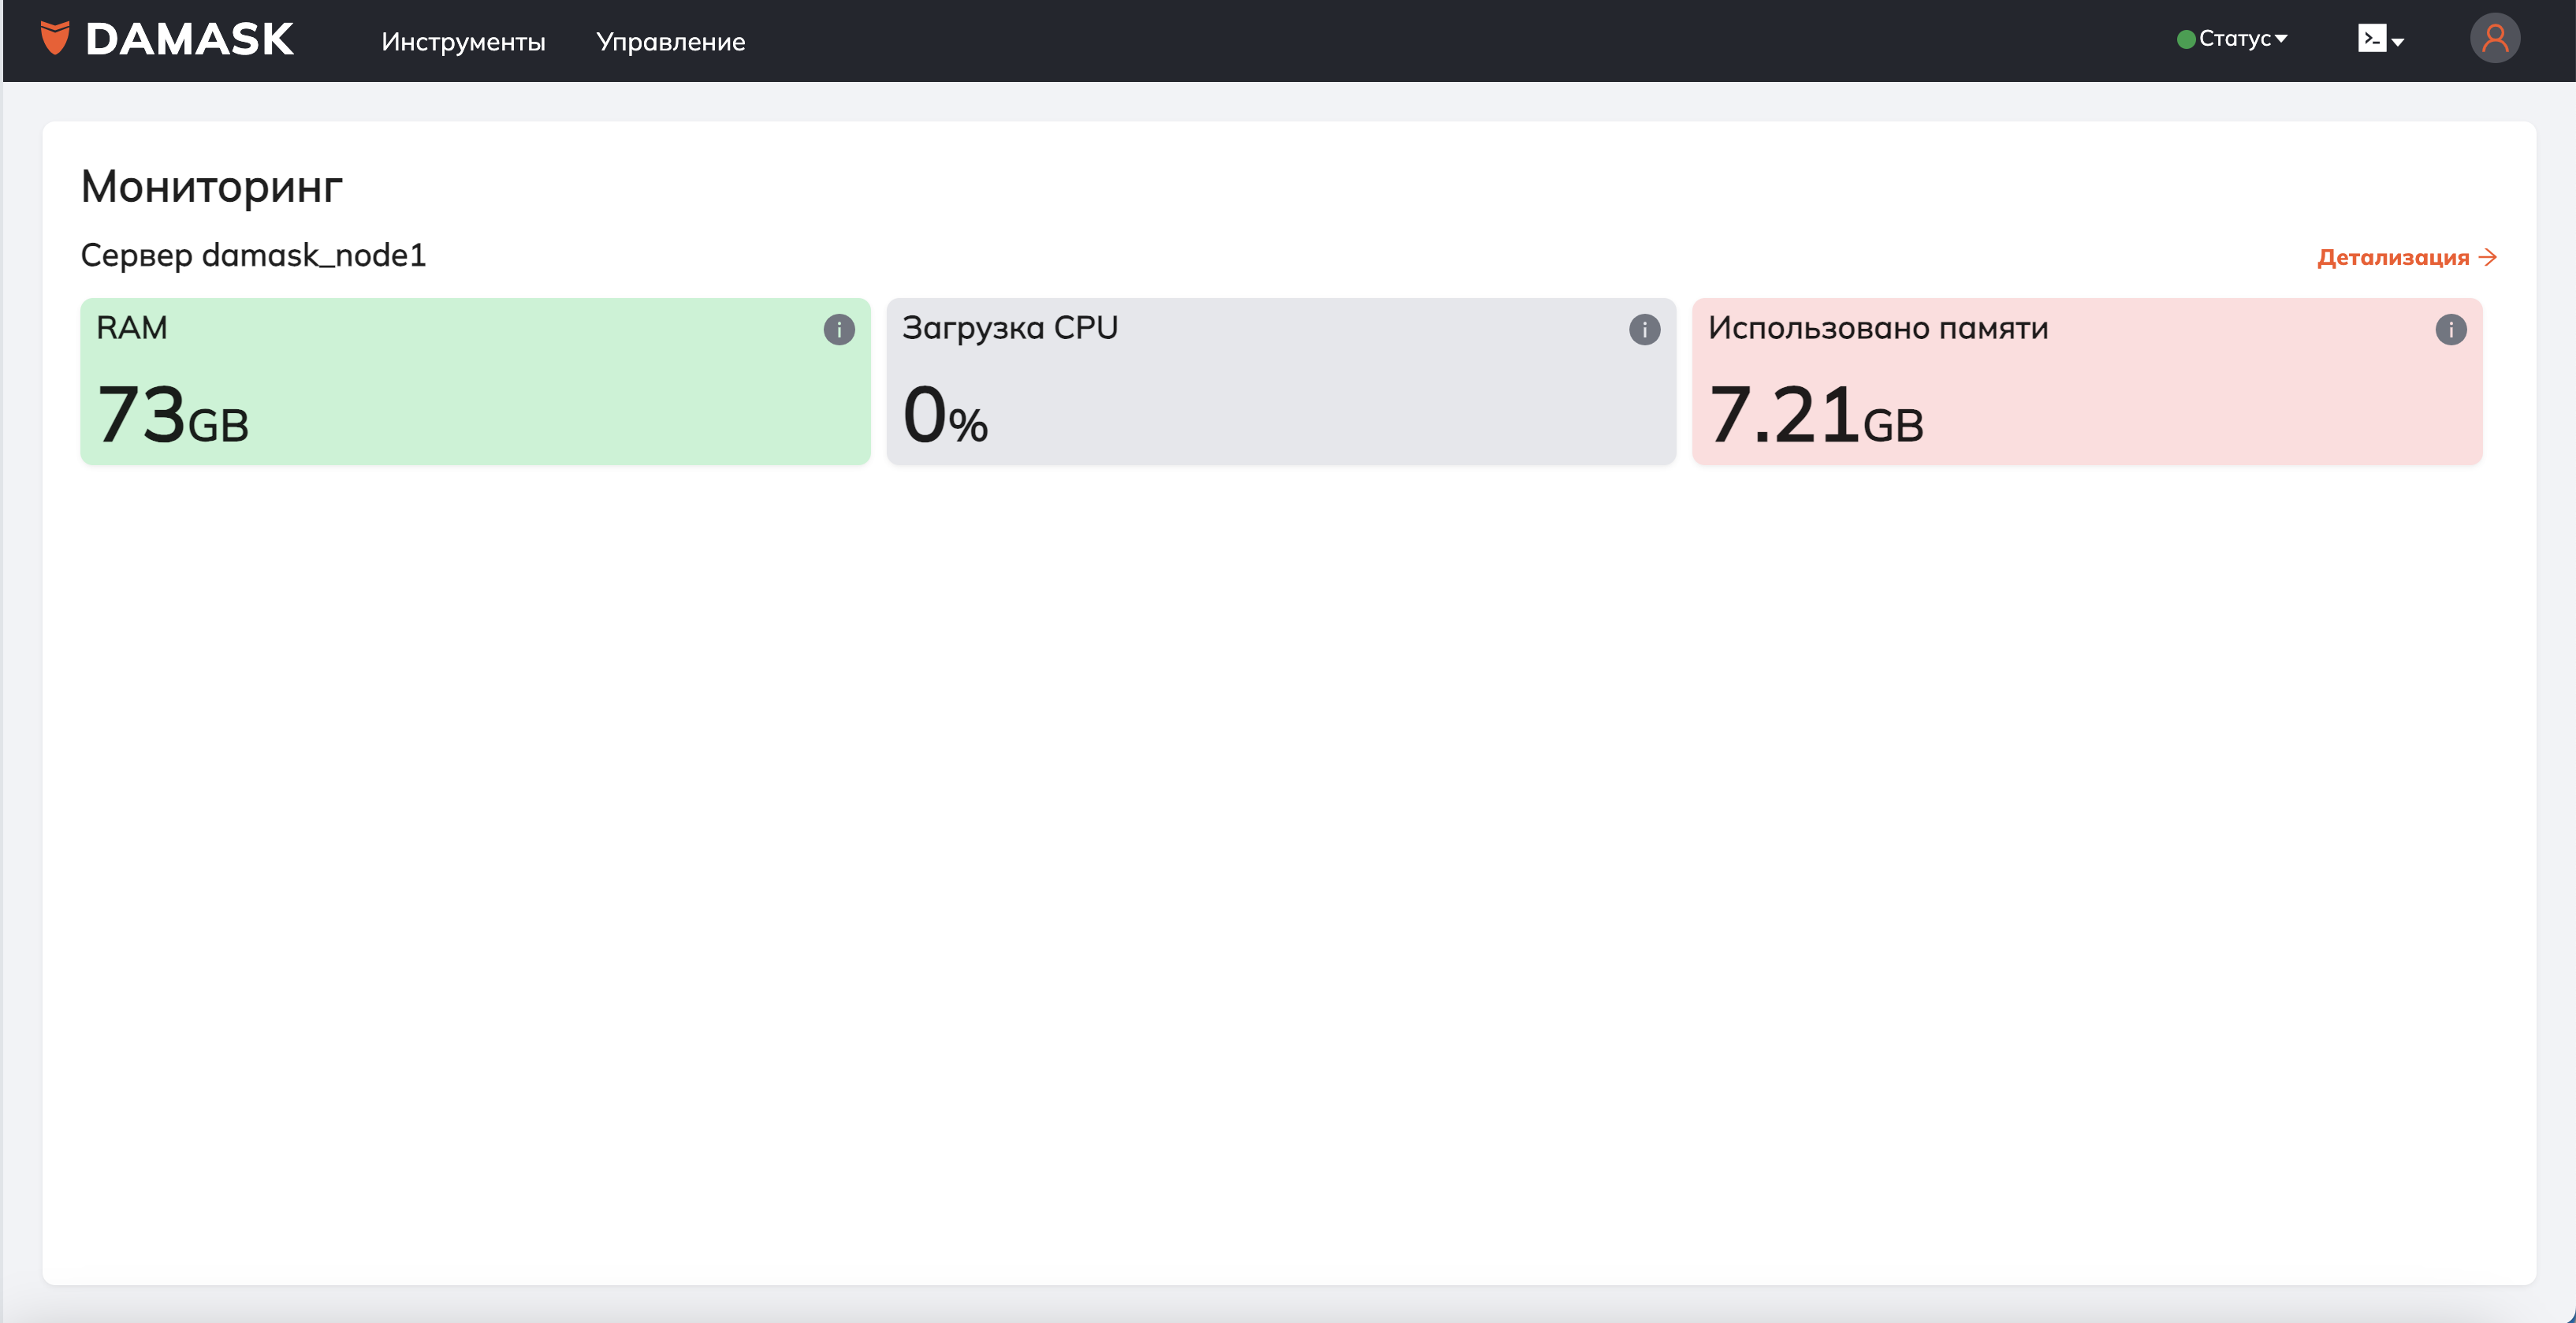 DAMASK Инструменты Управление Статус
Мониторинг
Сервер damask_node1 Детализация
RAM Загрузка CPU Использовано памяти
73GB 0% 7.21GB